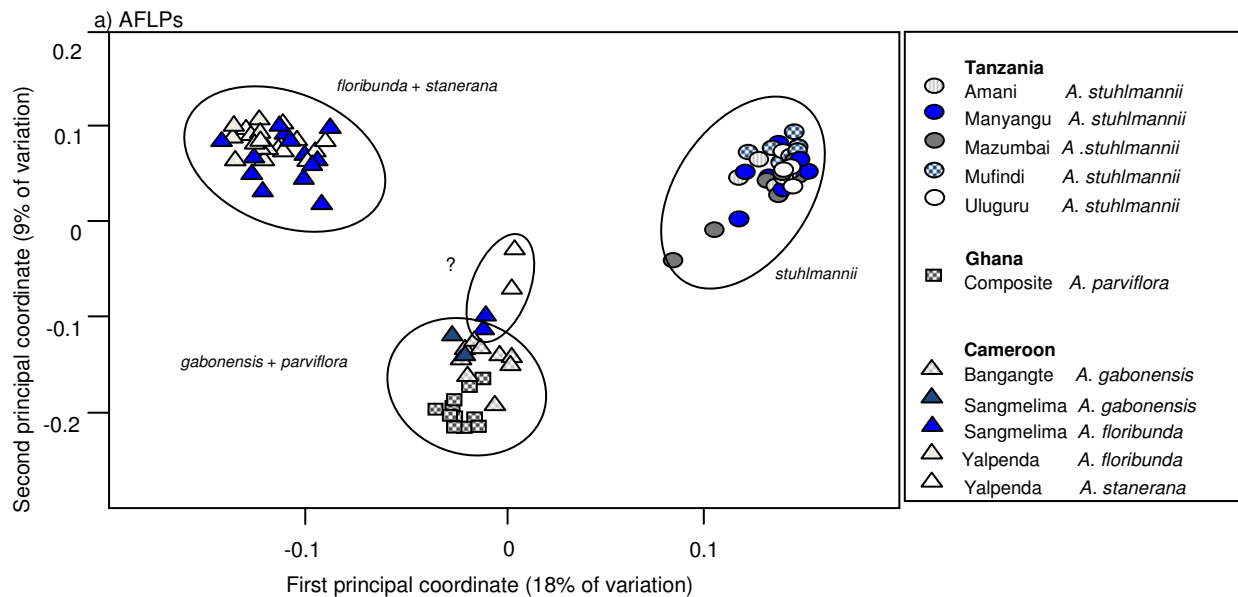 a) AFLPs
0.2
0.1
0
-0.1
-0.2
Second principal coordinate (9% of variation)
floribunda + stanerana
?
stuhlmannii
gabonensis + parviflora
-0.1
0
0.1
First principal coordinate (18% of variation)
Tanzania
Amani A. stuhlmannii
Manyangu A. stuhlmannii
Mazumbai A .stuhlmannii
Mufindi A. stuhlmannii
Uluguru A. stuhlmannii
Ghana
Composite A. parviflora
Cameroon
Bangangte A. gabonensis
Sangmelima A. gabonensis
Sangmelima A. floribunda
Yalpenda A. floribunda
Yalpenda A. stanerana